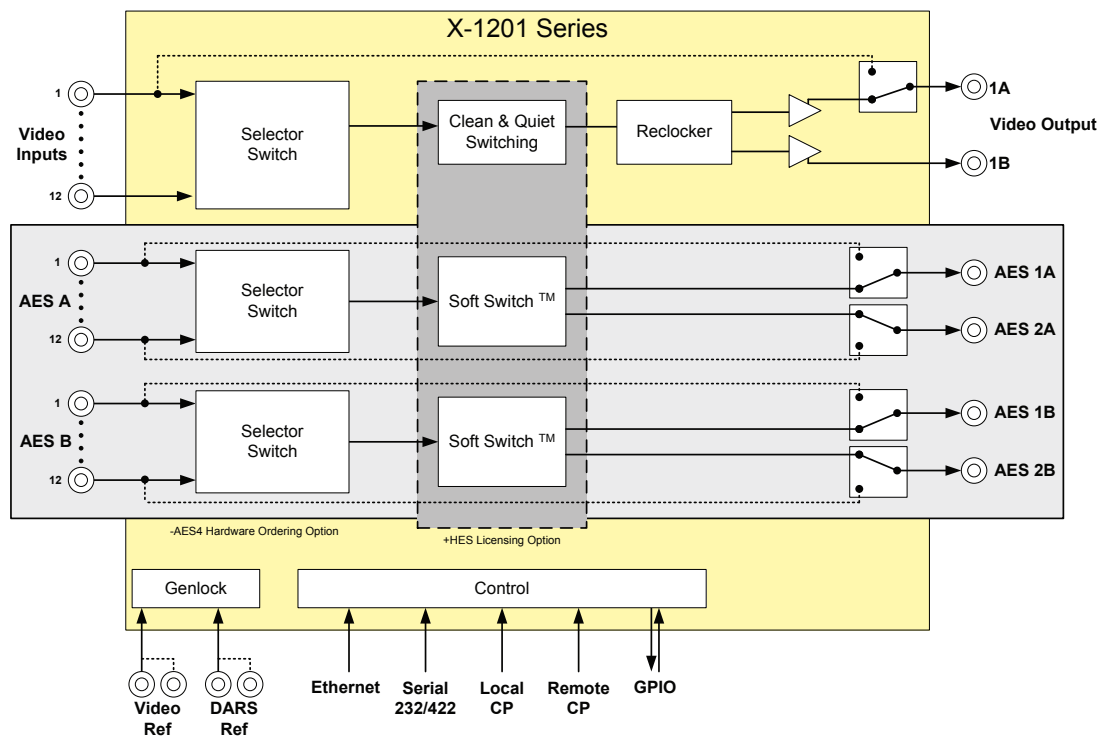 X-1201 Series
1
Video
Inputs
12
Selector
Switch
Clean & Quiet
Switching
Reclocker
1A
Video Output
1B
1
AES A
12
Selector
Switch
Soft Switch TM
AES 1A
AES 2A
1
AES B
12
Selector
Switch
Soft Switch TM
AES 1B
AES 2B
-AES4 Hardware Ordering Option
+HES Licensing Option
Genlock
Control
Video
Ref
DARS
Ref
Ethernet
Serial
232/422
Local
CP
Remote
CP
GPIO